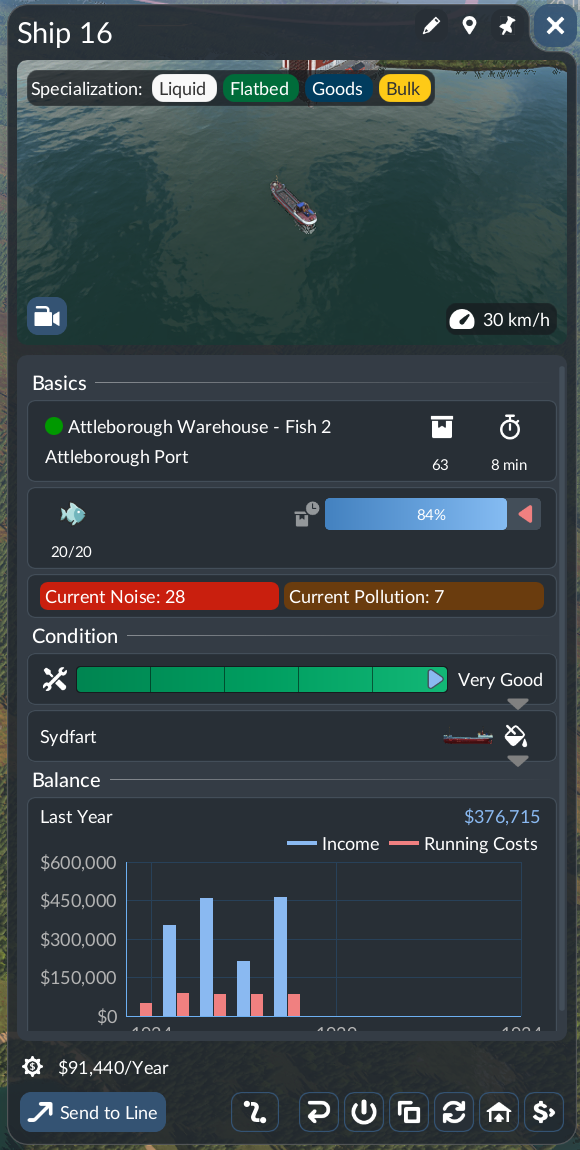 Ship 16
Specialization: Liquid Flatbed Goods Bulk
30 km/h
Basics
Attleborough Warehouse - Fish 2
Attleborough Port
63 8 min
84%
20/20
Current Noise: 28 Current Pollution: 7
Condition
Very Good
Sydfart
Balance
Last Year $376,715
Income Running Costs
$600,000
$450,000
$300,000
$150,000
$0
$91,440/Year
Send to Line